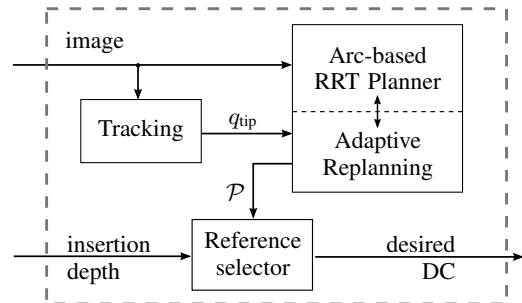 image
Arc-based
RRT Planner
Tracking
q_tip
Adaptive
Replanning
𝒫
insertion
depth
Reference
selector
desired
DC